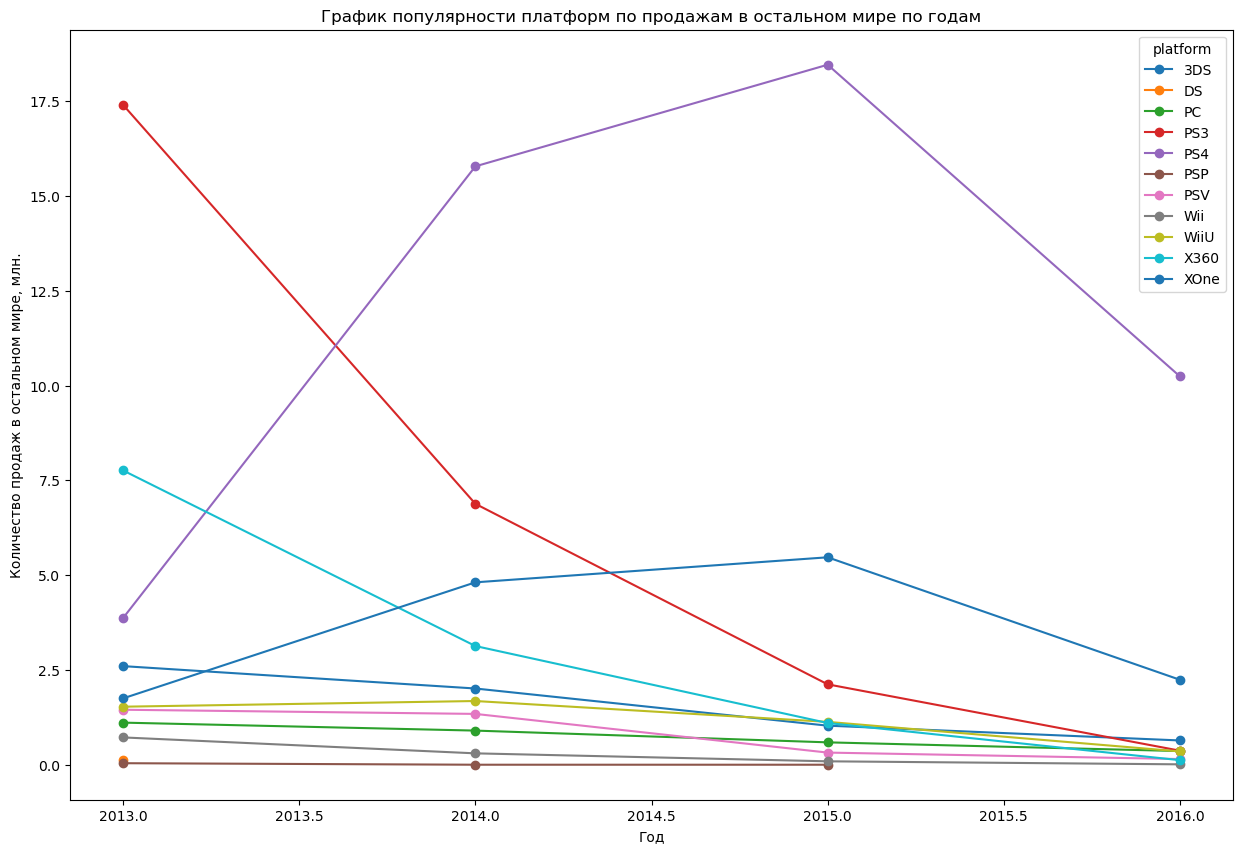 График популярности платформ по продажам в остальном мире по годам
platform
3DS
DS
PC
PS3
PS4
PSP
PSV
Wii
WiiU
X360
XOne
Количество продаж в остальном мире, млн.
17.5
15.0
12.5
10.0
7.5
5.0
2.5
0.0
2013.0 2013.5 2014.0 2014.5 2015.0 2015.5 2016.0
Год